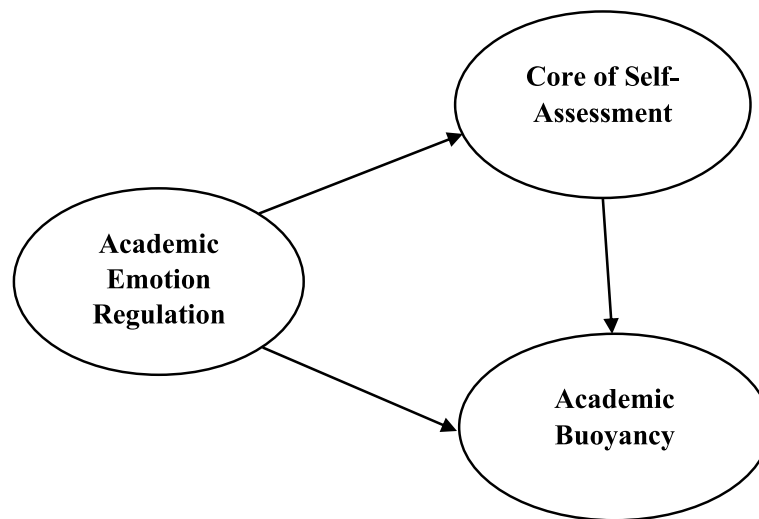 Core of Self-
Assessment
Academic
Emotion
Regulation
Academic
Buoyancy